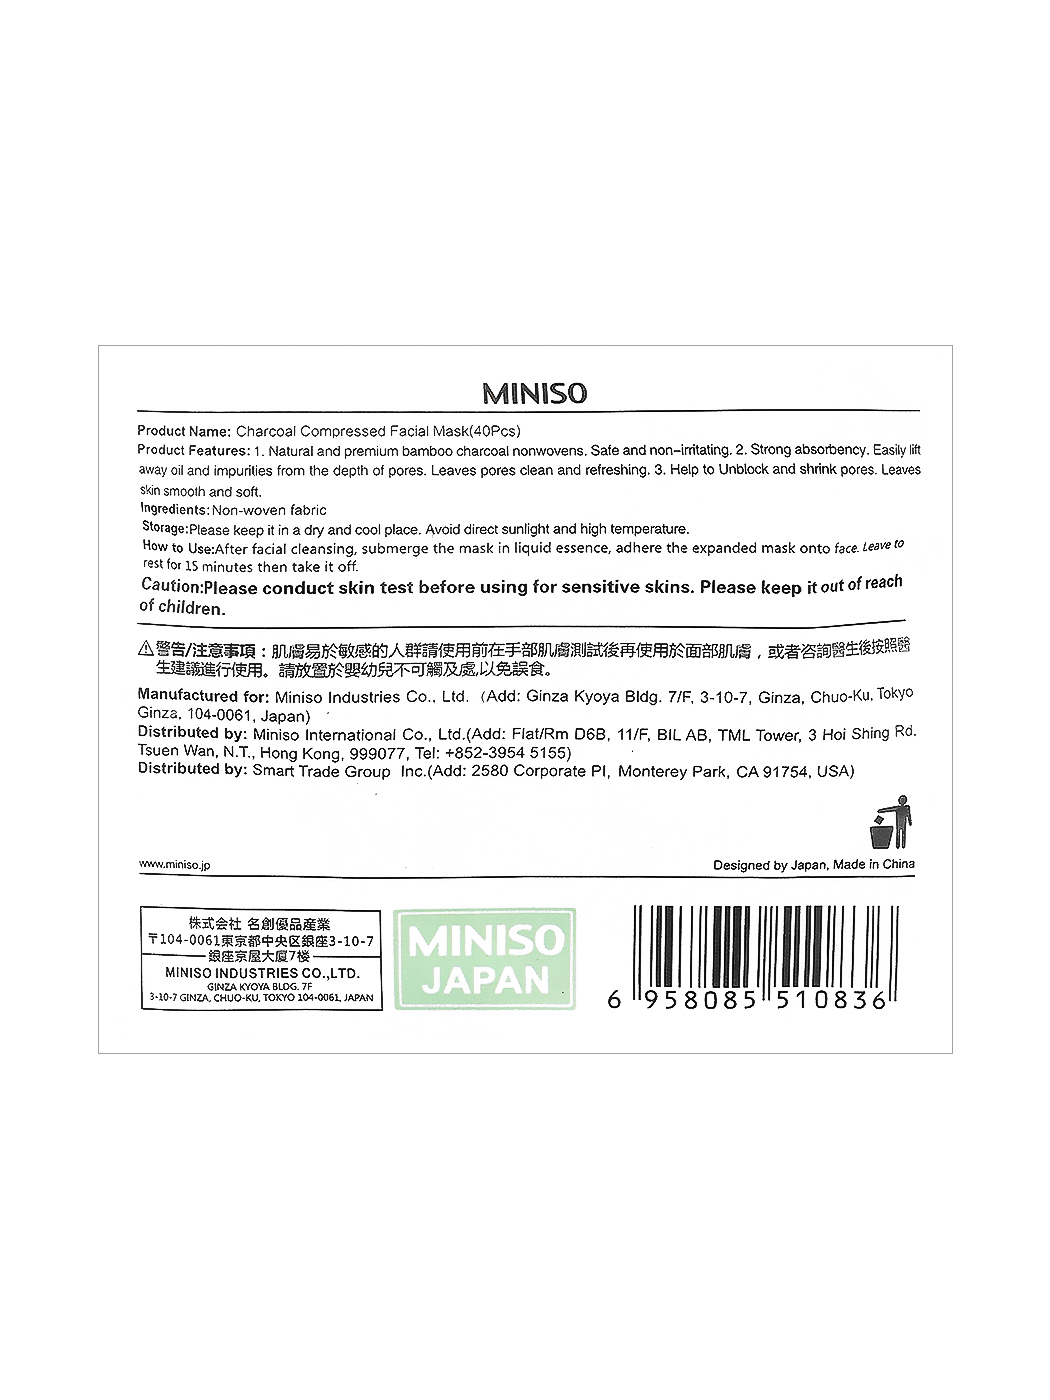 MINISO
Product Name: Charcoal Compressed Facial Mask(40Pcs)
Product Features: 1. Natural and premium bamboo charcoal nonwovens. Safe and non-irritating. 2. Strong absorbency. Easily lift
away oil and impurities from the depth of pores. Leaves pores clean and refreshing. 3. Help to Unblock and shrink pores. Leaves
skin smooth and soft.
Ingredients: Non-woven fabric
Storage:Please keep it in a dry and cool place. Avoid direct sunlight and high temperature.
How to Use:After facial cleansing, submerge the mask in liquid essence, adhere the expanded mask onto face. Leave to
rest for 15 minutes then take it off.
Caution:Please conduct skin test before using for sensitive skins. Please keep it out of reach
of children.
⚠警告/注意事項：肌膚易於敏感的人群請使用前在手部肌膚測試後再使用於面部肌膚，或者咨詢醫生後按照醫
生建議進行使用。請放置於嬰幼兒不可觸及處,以免誤食。
Manufactured for: Miniso Industries Co., Ltd. (Add: Ginza Kyoya Bldg. 7/F, 3-10-7, Ginza, Chuo-Ku, Tokyo
Ginza, 104-0061, Japan)
Distributed by: Miniso International Co., Ltd.(Add: Flat/Rm D6B, 11/F, BIL AB, TML Tower, 3 Hoi Shing Rd.
Tsuen Wan, N.T., Hong Kong, 999077, Tel: +852-3954 5155)
Distributed by: Smart Trade Group Inc.(Add: 2580 Corporate Pl, Monterey Park, CA 91754, USA)
www.miniso.jp
Designed by Japan, Made in China
株式会社 名創優品産業
〒104-0061東京都中央区銀座3-10-7
銀座京屋大厦7楼
MINISO INDUSTRIES CO.,LTD.
GINZA KYOYA BLDG. 7F
3-10-7 GINZA, CHUO-KU, TOKYO 104-0061, JAPAN
MINISO
JAPAN
6 958085 510836